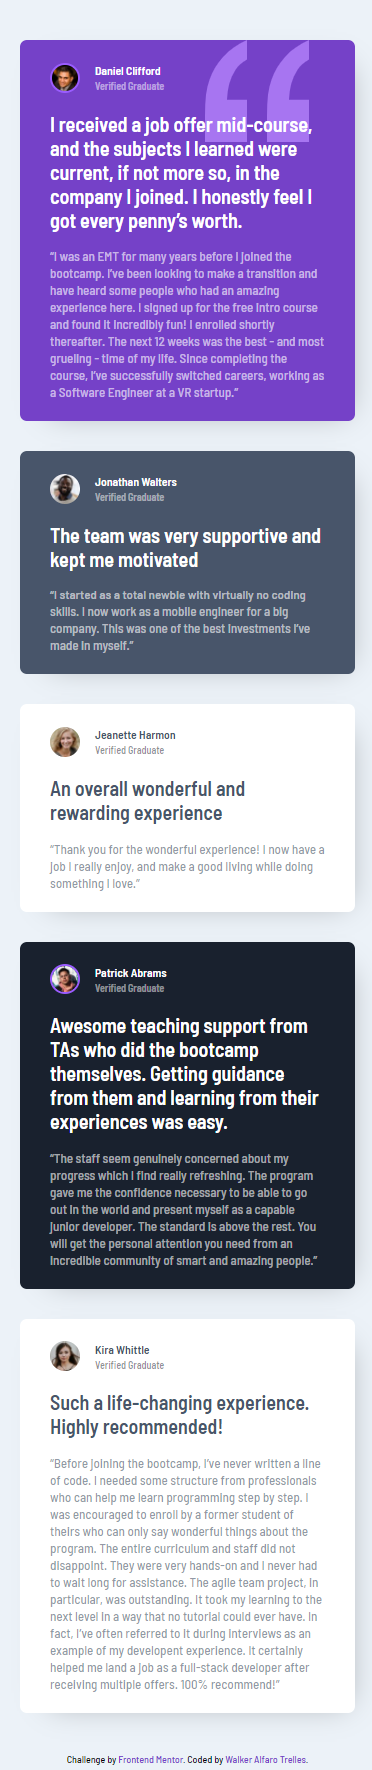 Daniel Clifford
Verified Graduate
I received a job offer mid-course,
and the subjects I learned were
current, if not more so, in the
company I joined. I honestly feel I
got every penny’s worth.
“I was an EMT for many years before I joined the
bootcamp. I’ve been looking to make a transition and
have heard some people who had an amazing
experience here. I signed up for the free intro course
and found it incredibly fun! I enrolled shortly
thereafter. The next 12 weeks was the best - and most
grueling - time of my life. Since completing the
course, I’ve successfully switched careers, working as
a Software Engineer at a VR startup.”
Jonathan Walters
Verified Graduate
The team was very supportive and
kept me motivated
“I started as a total newbie with virtually no coding
skills. I now work as a mobile engineer for a big
company. This was one of the best investments I’ve
made in myself.”
Jeanette Harmon
Verified Graduate
An overall wonderful and
rewarding experience
“Thank you for the wonderful experience! I now have a
job I really enjoy, and make a good living while doing
something I love.”
Patrick Abrams
Verified Graduate
Awesome teaching support from
TAs who did the bootcamp
themselves. Getting guidance
from them and learning from their
experiences was easy.
“The staff seem genuinely concerned about my
progress which I find really refreshing. The program
gave me the confidence necessary to be able to go
out in the world and present myself as a capable
junior developer. The standard is above the rest. You
will get the personal attention you need from an
incredible community of smart and amazing people.”
Kira Whittle
Verified Graduate
Such a life-changing experience.
Highly recommended!
“Before joining the bootcamp, I’ve never written a line
of code. I needed some structure from professionals
who can help me learn programming step by step. I
was encouraged to enroll by a former student of
theirs who can only say wonderful things about the
program. The entire curriculum and staff did not
disappoint. They were very hands-on and I never had
to wait long for assistance. The agile team project, in
particular, was outstanding. It took my learning to the
next level in a way that no tutorial could ever have. In
fact, I’ve often referred to it during interviews as an
example of my developent experience. It certainly
helped me land a job as a full-stack developer after
receiving multiple offers. 100% recommend!”
Challenge by Frontend Mentor. Coded by Walker Alfaro Trelles.